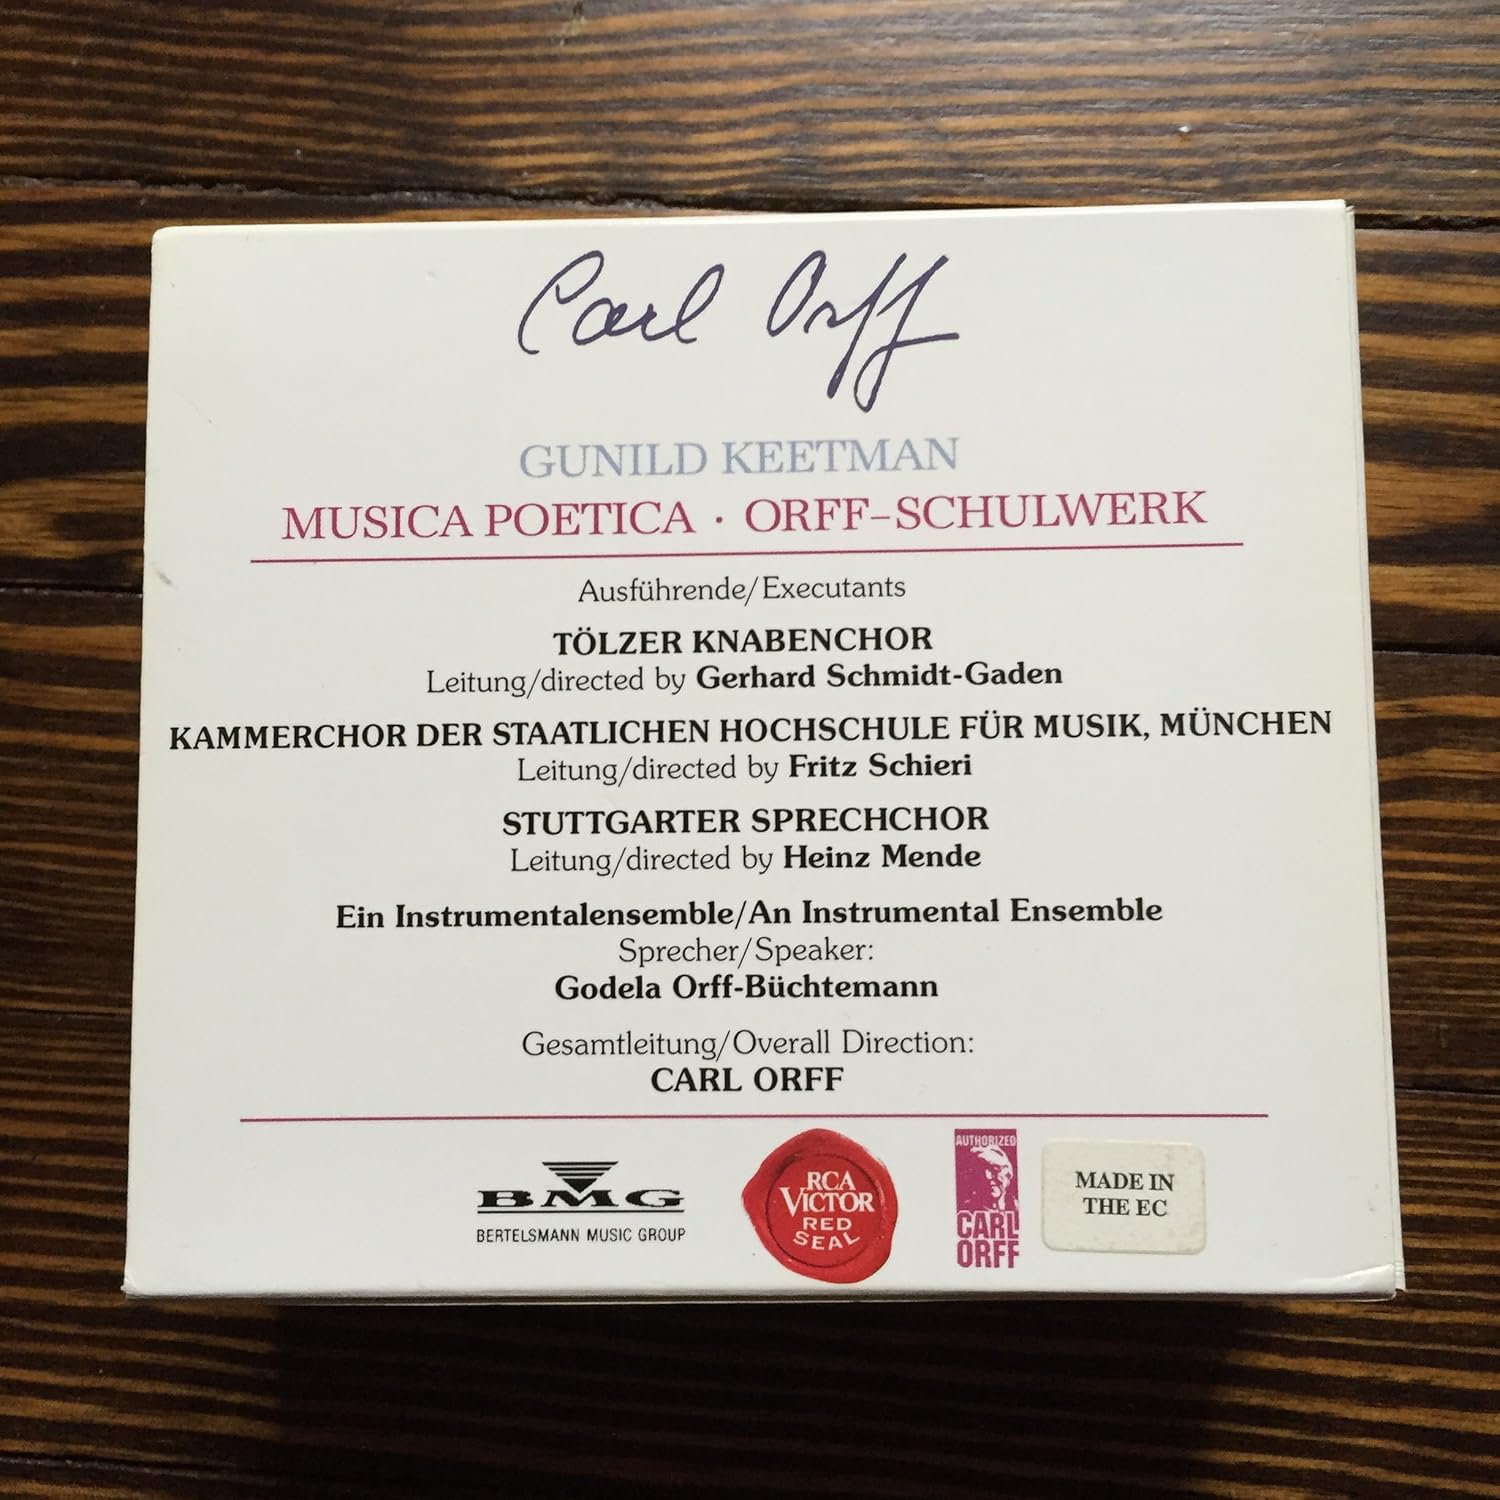 Carl Orff
GUNILD KEETMAN
MUSICA POETICA · ORFF-SCHULWERK
Ausführende/Executants
TÖLZER KNABENCHOR
Leitung/directed by Gerhard Schmidt-Gaden
KAMMERCHOR DER STAATLICHEN HOCHSCHULE FÜR MUSIK, MÜNCHEN
Leitung/directed by Fritz Schieri
STUTTGARTER SPRECHCHOR
Leitung/directed by Heinz Mende
Ein Instrumentalensemble/An Instrumental Ensemble
Sprecher/Speaker:
Godela Orff-Büchtemann
Gesamtleitung/Overall Direction:
CARL ORFF
BMG
BERTELSMANN MUSIC GROUP
RCA
VICTOR
RED
SEAL
AUTHORIZED
CARL
ORFF
MADE IN
THE EC